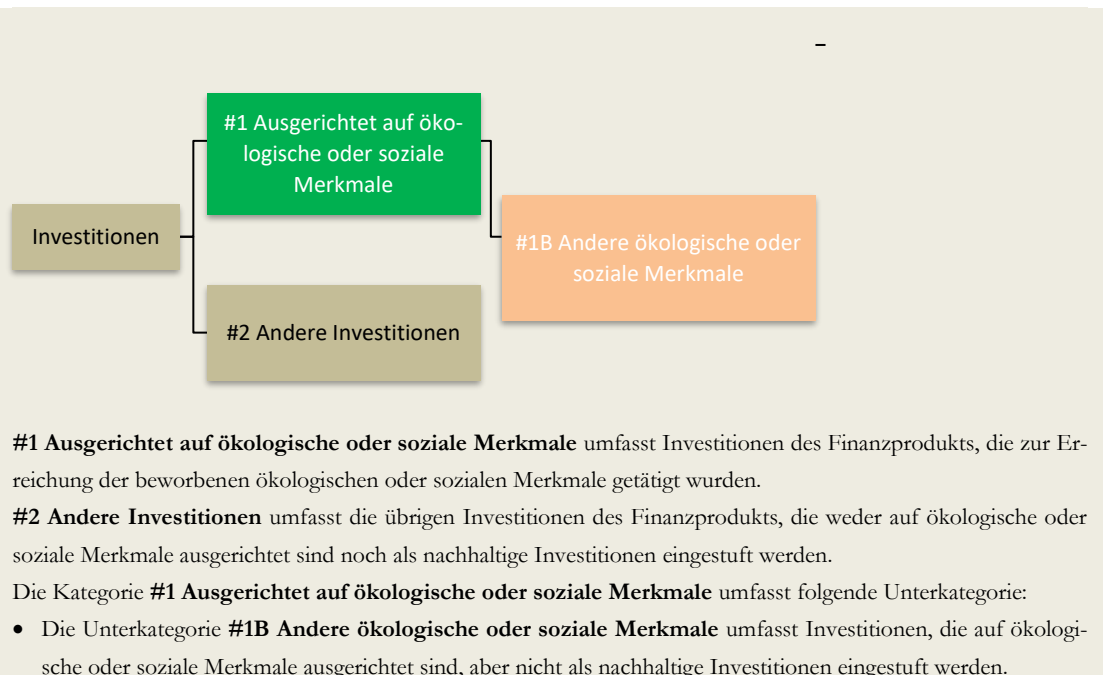 –
#1 Ausgerichtet auf öko-
logische oder soziale
Merkmale
Investitionen
#1B Andere ökologische oder
soziale Merkmale
#2 Andere Investitionen
#1 Ausgerichtet auf ökologische oder soziale Merkmale umfasst Investitionen des Finanzprodukts, die zur Er-
reichung der beworbenen ökologischen oder sozialen Merkmale getätigt wurden.
#2 Andere Investitionen umfasst die übrigen Investitionen des Finanzprodukts, die weder auf ökologische oder
soziale Merkmale ausgerichtet sind noch als nachhaltige Investitionen eingestuft werden.
Die Kategorie #1 Ausgerichtet auf ökologische oder soziale Merkmale umfasst folgende Unterkategorie:
• Die Unterkategorie #1B Andere ökologische oder soziale Merkmale umfasst Investitionen, die auf ökologi-
sche oder soziale Merkmale ausgerichtet sind, aber nicht als nachhaltige Investitionen eingestuft werden.